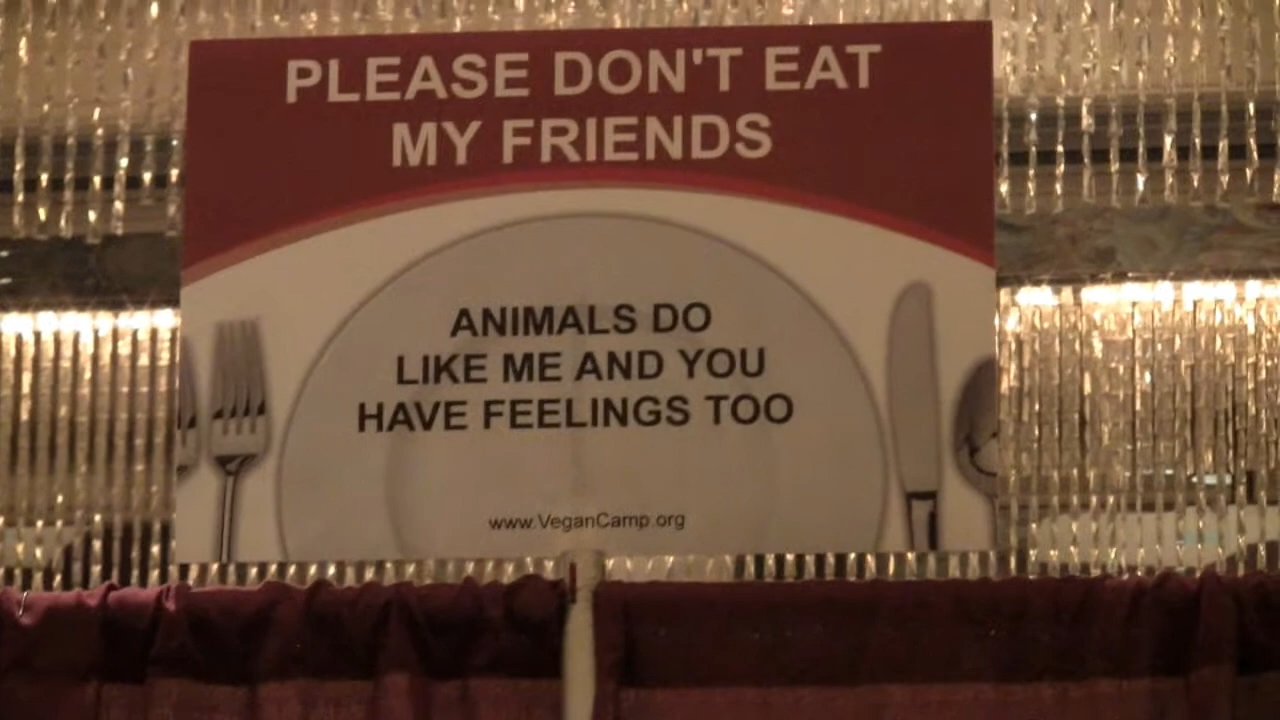 PLEASE DON'T EAT
MY FRIENDS
ANIMALS DO
LIKE ME AND YOU
HAVE FEELINGS TOO
www.VeganCamp.org